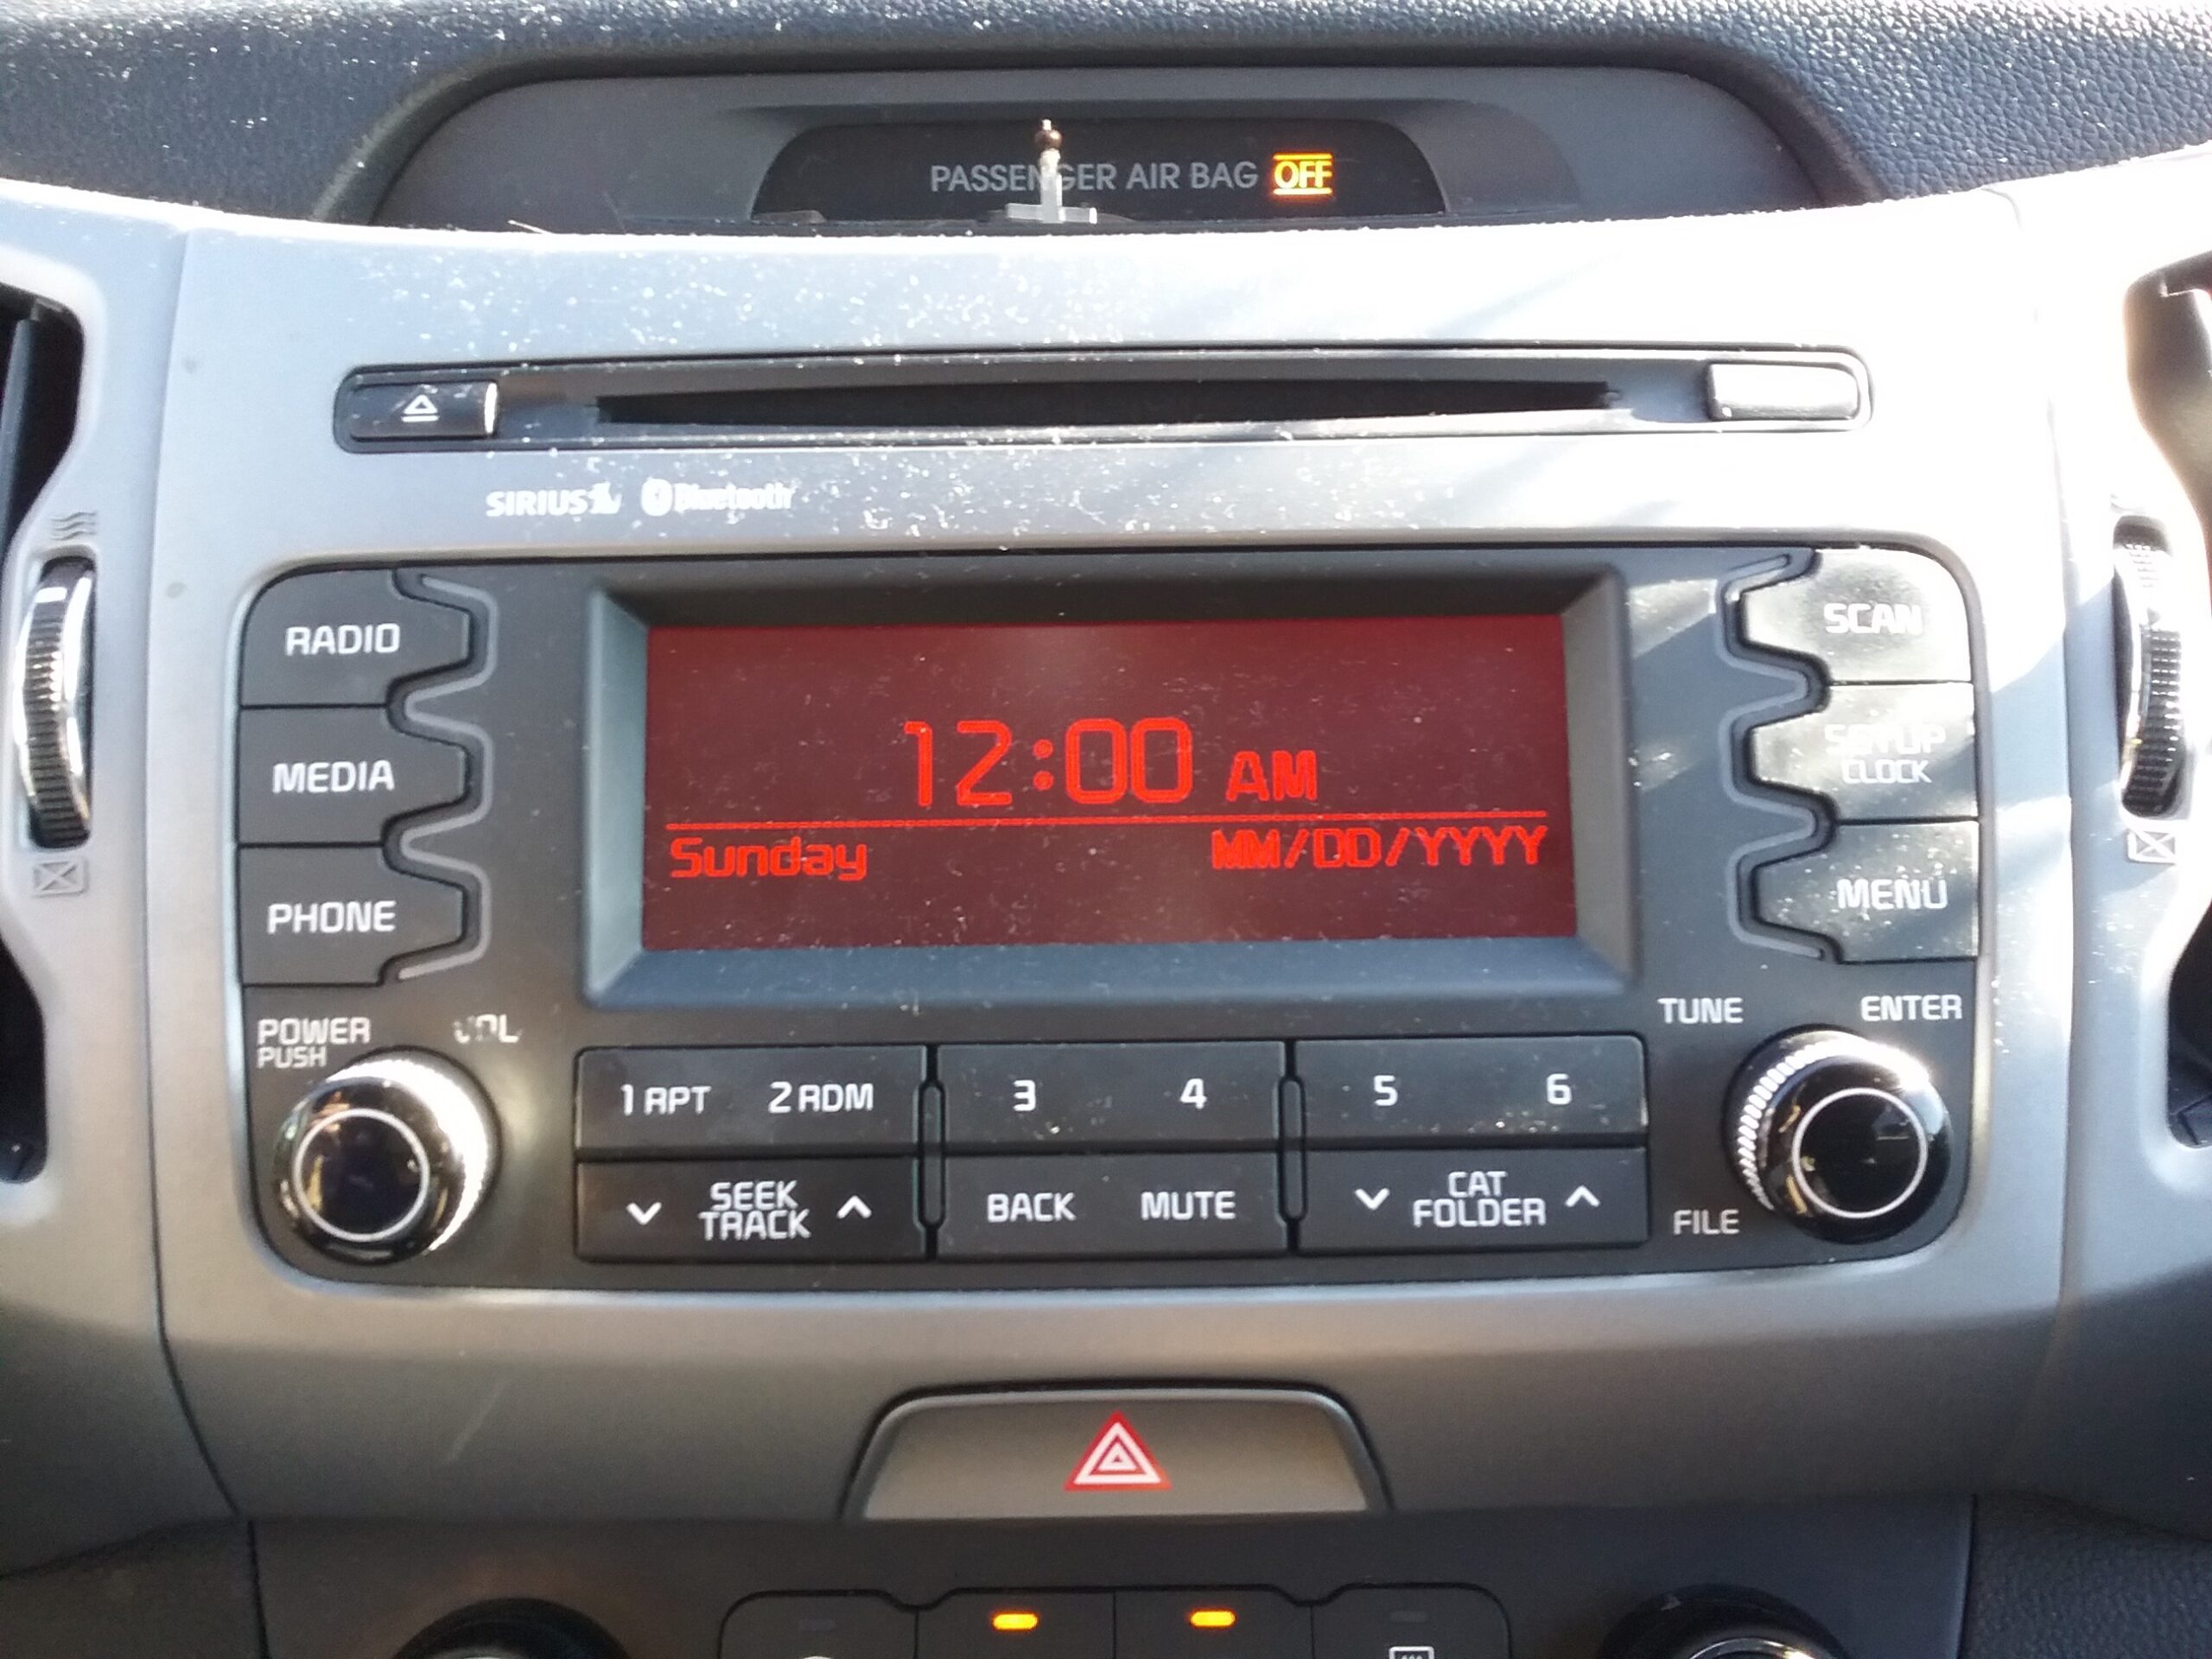 PASSENGER AIR BAG OFF
SIRIUS Bluetooth
RADIO
SCAN
MEDIA
SETUP
CLOCK
PHONE
MENU
12:00 AM
Sunday MM/DD/YYYY
POWER
PUSH
VOL
TUNE
ENTER
1 RPT 2 RDM 3 4 5 6
SEEK
TRACK
BACK MUTE
CAT
FOLDER
FILE